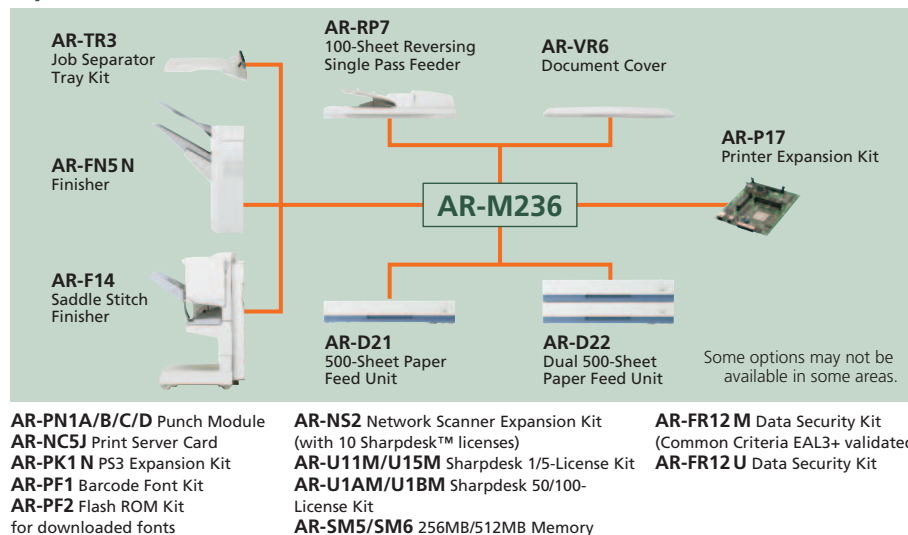 AR-TR3
Job Separator
Tray Kit
AR-RP7
100-Sheet Reversing
Single Pass Feeder
AR-VR6
Document Cover
AR-FN5 N
Finisher
AR-P17
Printer Expansion Kit
AR-M236
AR-F14
Saddle Stitch
Finisher
AR-D21
500-Sheet Paper
Feed Unit
AR-D22
Dual 500-Sheet
Paper Feed Unit
Some options may not be
available in some areas.
AR-PN1A/B/C/D Punch Module
AR-NC5J Print Server Card
AR-PK1 N PS3 Expansion Kit
AR-PF1 Barcode Font Kit
AR-PF2 Flash ROM Kit
for downloaded fonts
AR-NS2 Network Scanner Expansion Kit
(with 10 Sharpdesk™ licenses)
AR-U11M/U15M Sharpdesk 1/5-License Kit
AR-U1AM/U1BM Sharpdesk 50/100-
License Kit
AR-SM5/SM6 256MB/512MB Memory
AR-FR12 M Data Security Kit
(Common Criteria EAL3+ validated
AR-FR12 U Data Security Kit